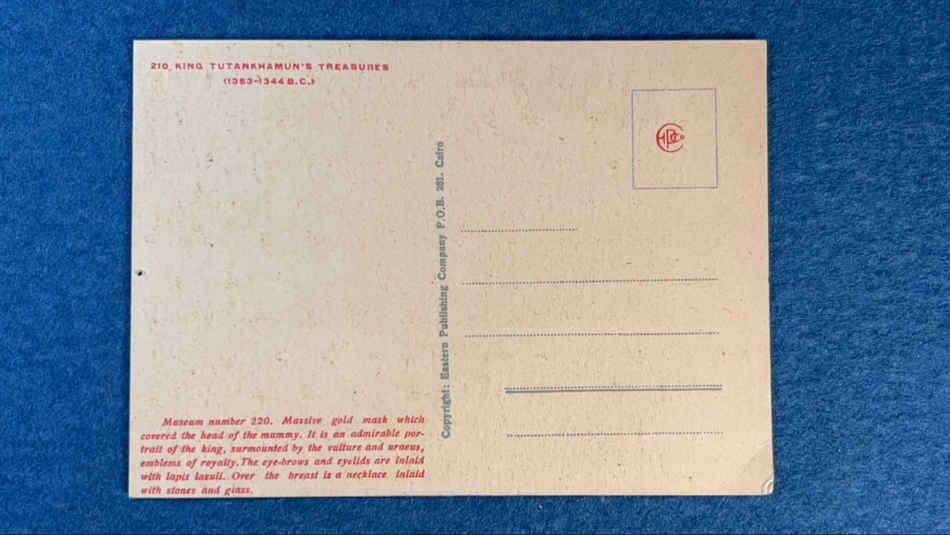 210. KING TUTANKHAMUN'S TREASURES
(1353-1344 B.C.)
Copyright: Eastern Publishing Company P.O.B. 261. Cairo
Museum number 220. Massive gold mask which
covered the head of the mummy. It is an admirable por-
trait of the king, surmounted by the vulture and uraeus,
emblems of royalty. The eye-brows and eyelids are inlaid
with lapis lazuli. Over the breast is a necklace inlaid
with stones and glass.